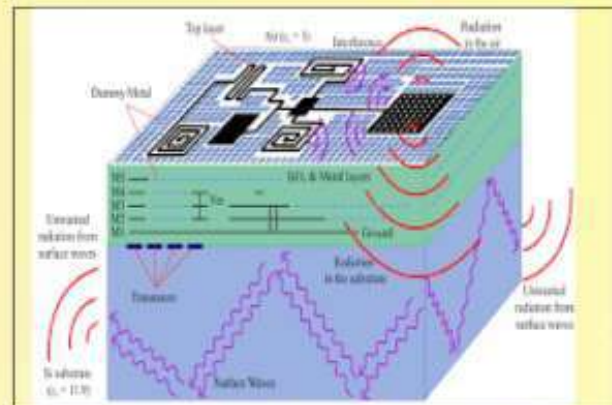 Top layer
Air (εr = 1)
Interference
Radiation
in the air
Dummy Metal
M5
M4
M3
M2
M1
SiO2 & Metal layers
Via
Ground
Unwanted
radiation from
surface waves
Transistors
Radiation
in the substrate
Unwanted
radiation from
surface waves
Si substrate
(εr = 11.9)
Surface Waves